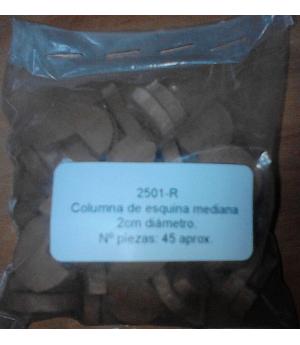 2501-R
Columna de esquina mediana
2cm diámetro.
Nº piezas: 45 aprox.